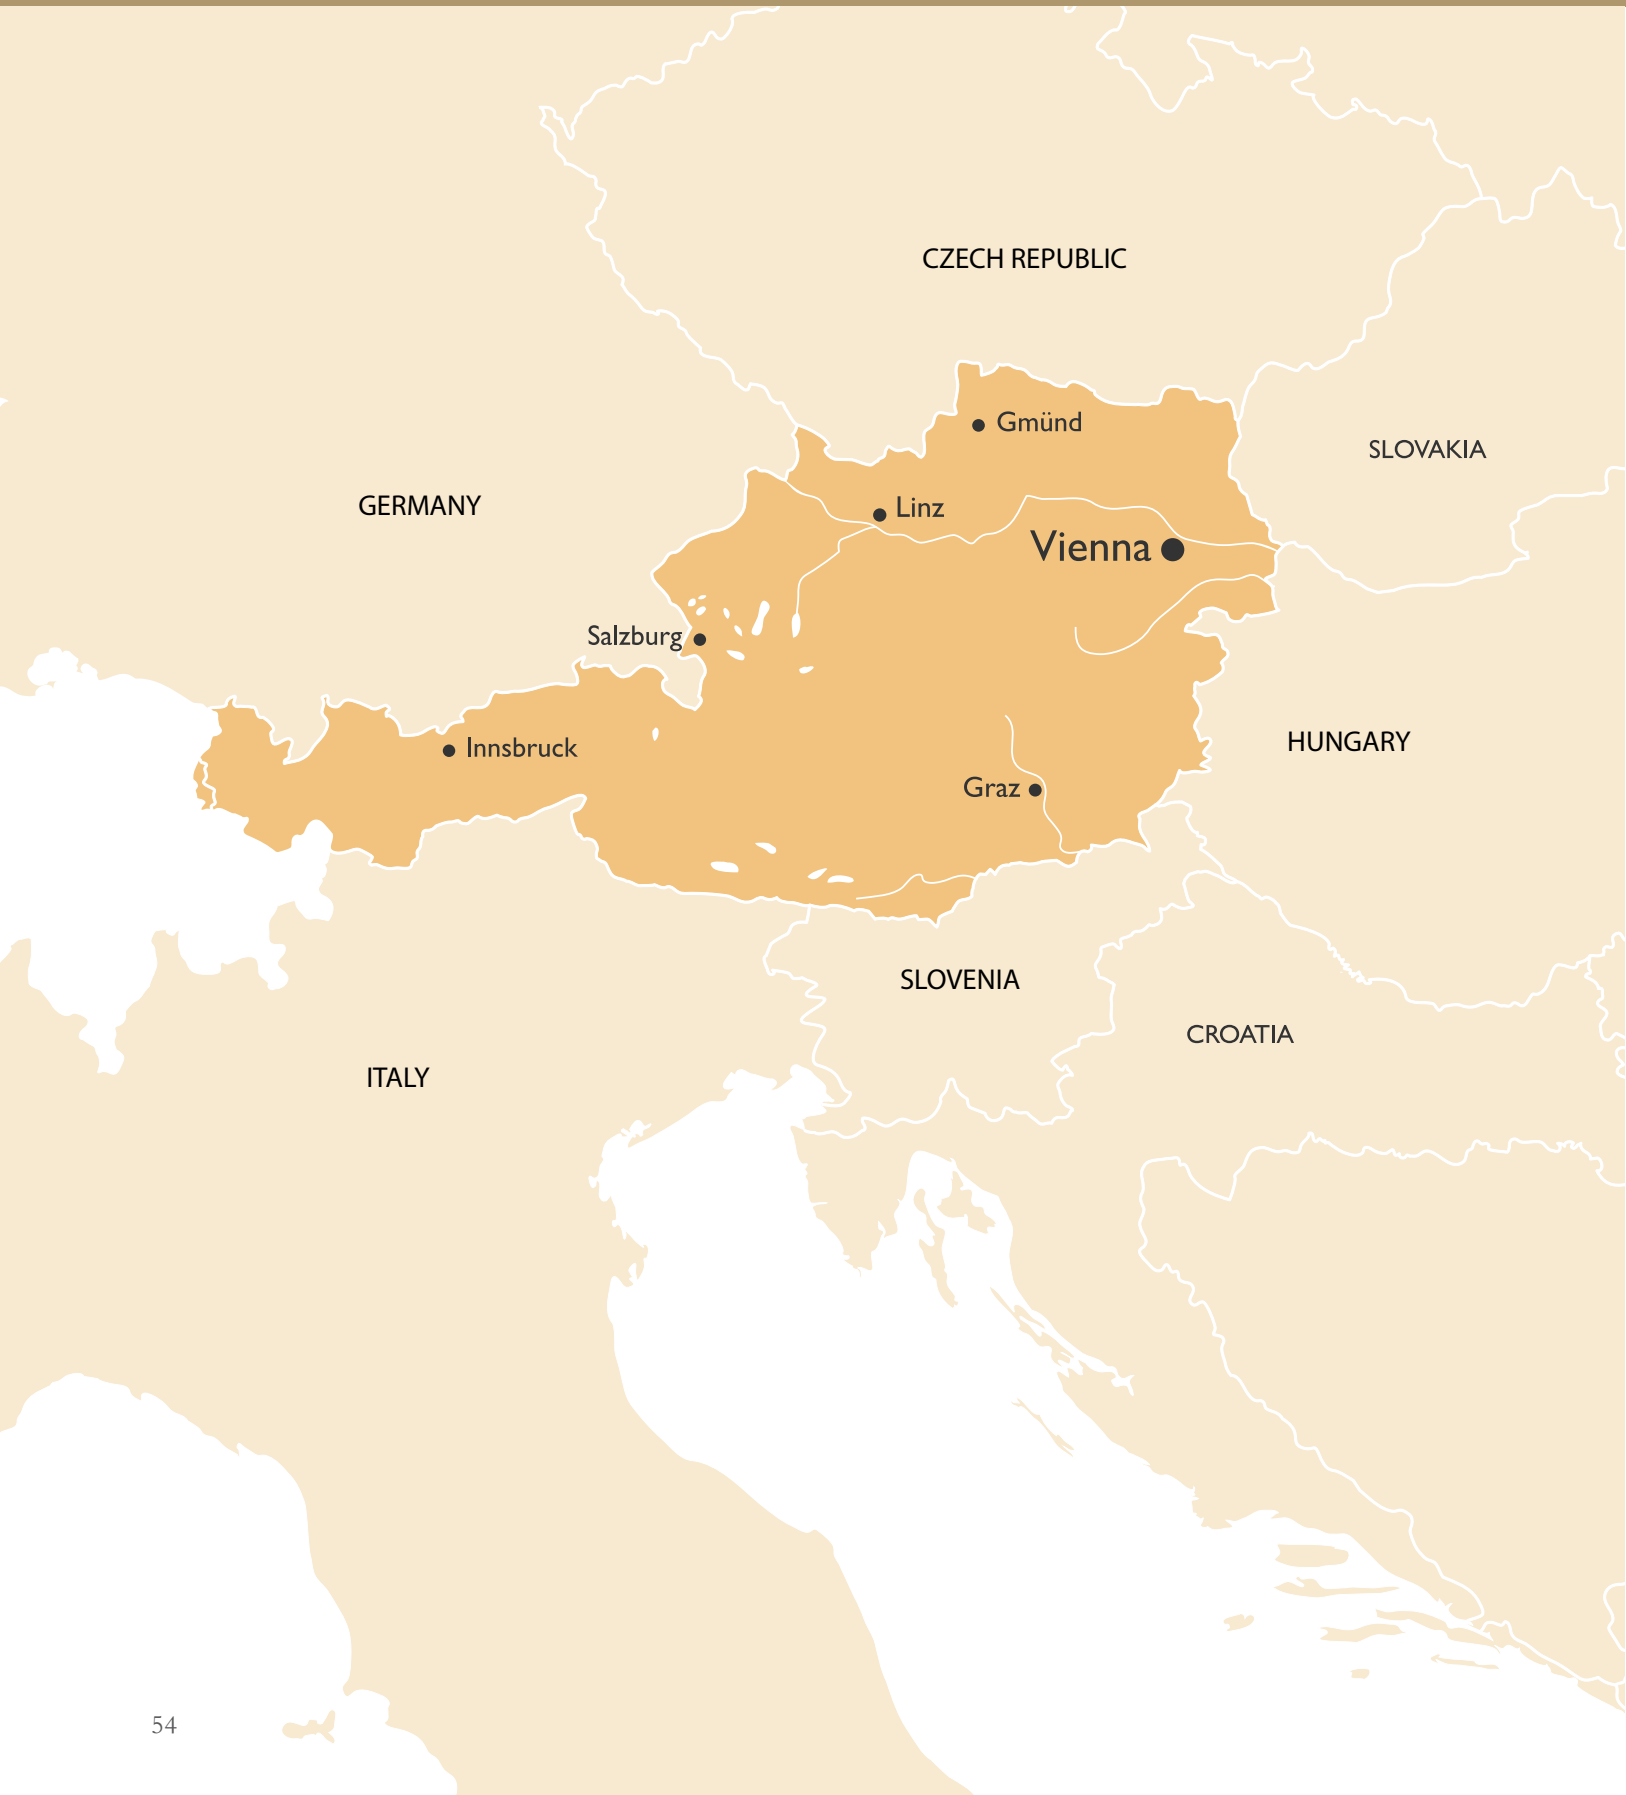 CZECH REPUBLIC
Gmünd
SLOVAKIA
GERMANY
Linz
Vienna
Salzburg
HUNGARY
Innsbruck
Graz
SLOVENIA
CROATIA
ITALY
54